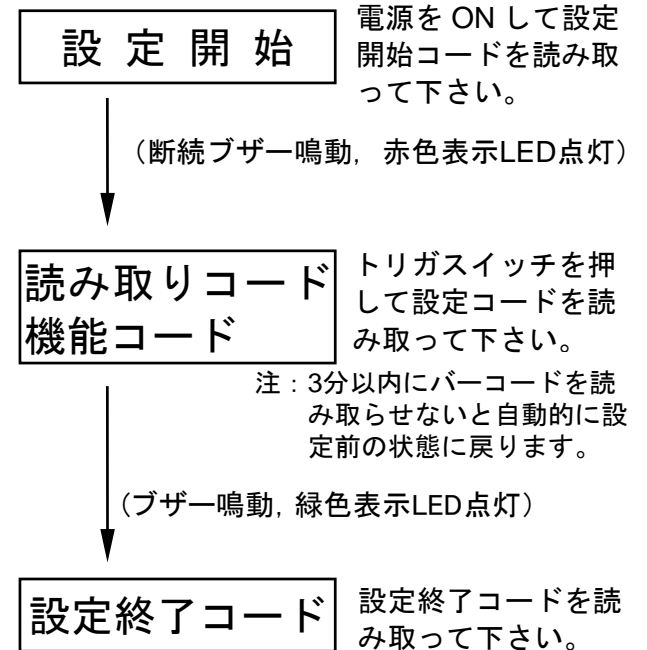 設 定 開 始
電源を ON して設定
開始コードを読み取
って下さい。
（断続ブザー鳴動，赤色表示LED点灯）
読み取りコード
機能コード
トリガスイッチを押
して設定コードを読
み取って下さい。
注：3分以内にバーコードを読
み取らせないと自動的に設
定前の状態に戻ります。
（ブザー鳴動，緑色表示LED点灯）
設定終了コード
設定終了コードを読
み取って下さい。